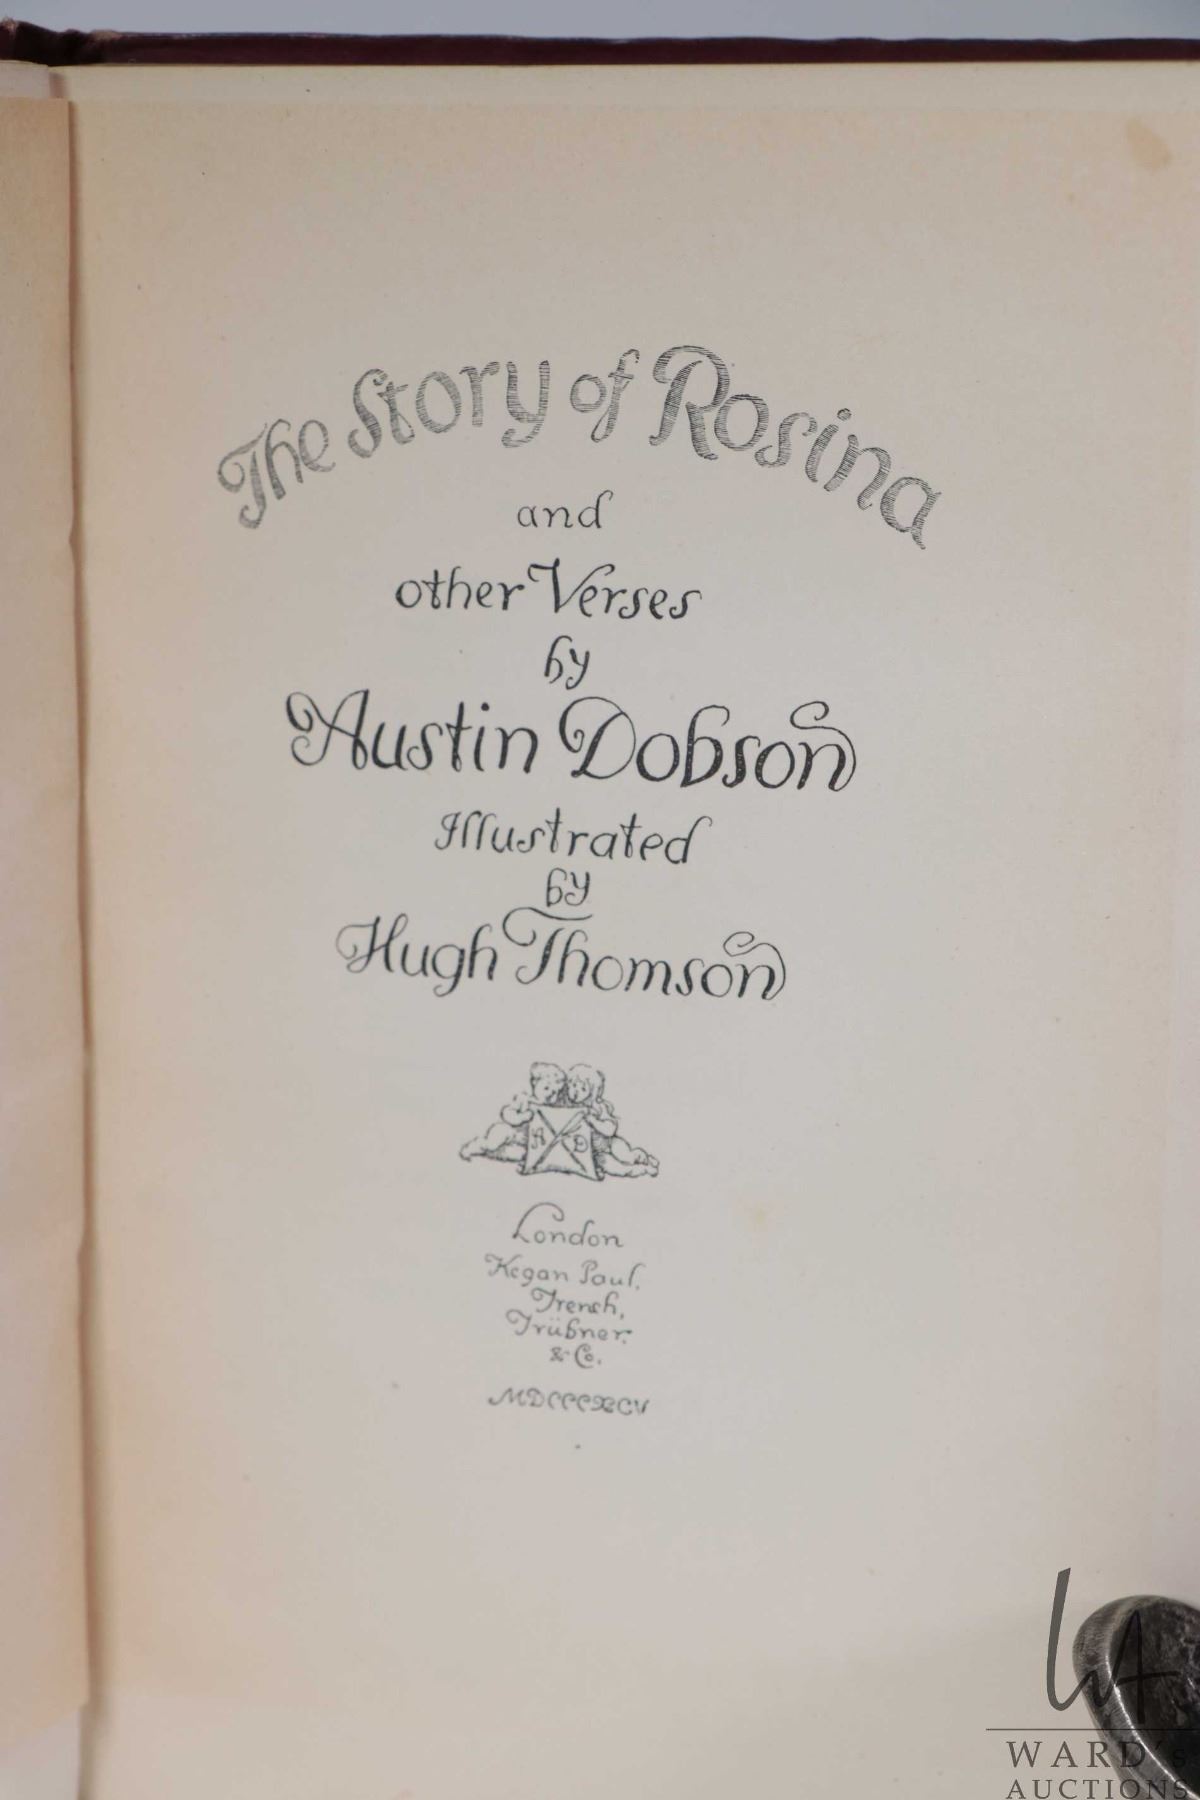 The Story of Rosina
and
other Verses
by
Austin Dobson
Illustrated
by
Hugh Thomson
A D
London
Kegan Paul,
Trench,
Trübner,
& Co.
MDCCCXCV
WA
WARD's
AUCTIONS